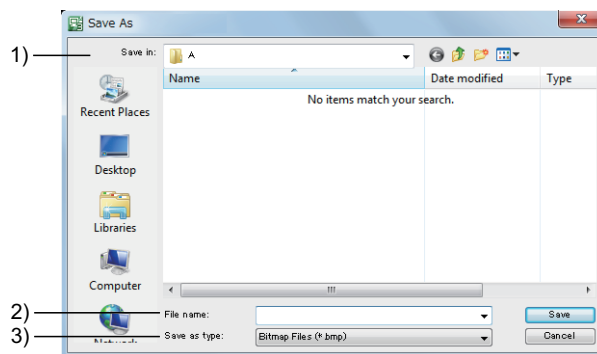 Save As
1)
Save in:
A
Name
Date modified
Type
No items match your search.
Recent Places
Desktop
Libraries
Computer
2)
File name:
Save
3)
Save as type:
Bitmap Files (*.bmp)
Cancel